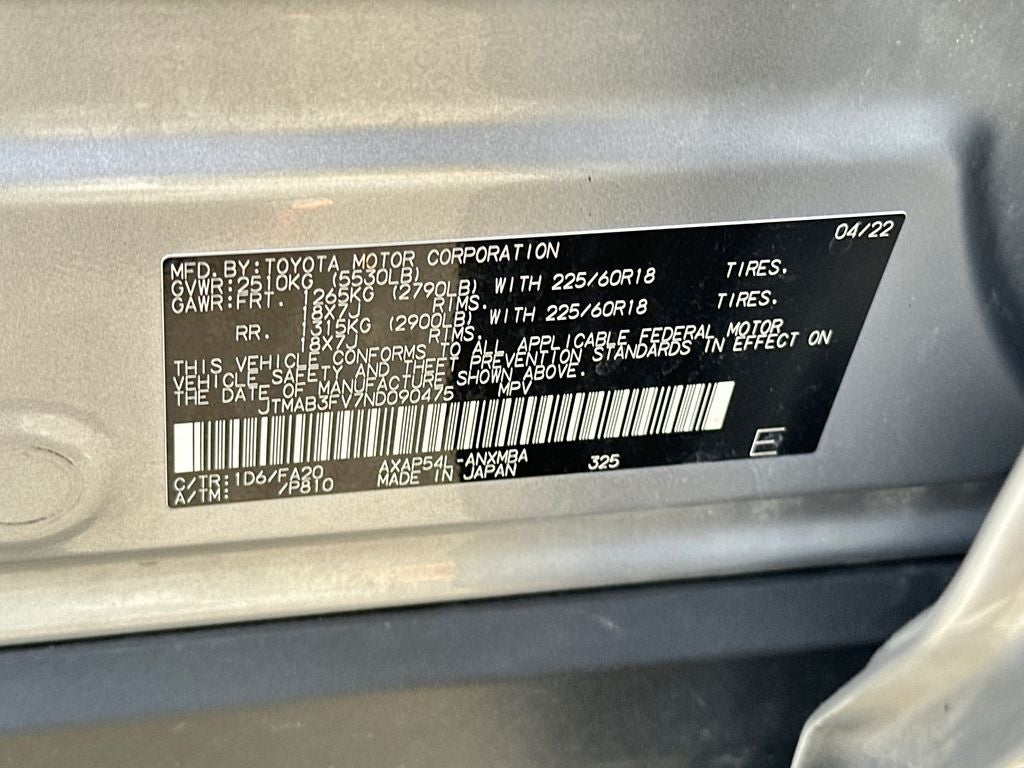 04/22
MFD. BY: TOYOTA MOTOR CORPORATION
GVWR: 2510KG (5530LB)
GAWR: FRT. 1265KG (2790LB) WITH 225/60R18 TIRES.
18X7J RTMS.
RR. 1315KG (2900LB) WITH 225/60R18 TIRES.
18X7J RTMS.
THIS VEHICLE CONFORMS TO ALL APPLICABLE FEDERAL MOTOR
VEHICLE SAFETY AND THEFT PREVENTION STANDARDS IN EFFECT ON
THE DATE OF MANUFACTURE SHOWN ABOVE.
JTMAB3FV7ND090475 MPV
C/TR: 1D6/FA20 AXAP54L-ANXMBA 325 E
A/TM: /P810 MADE IN JAPAN